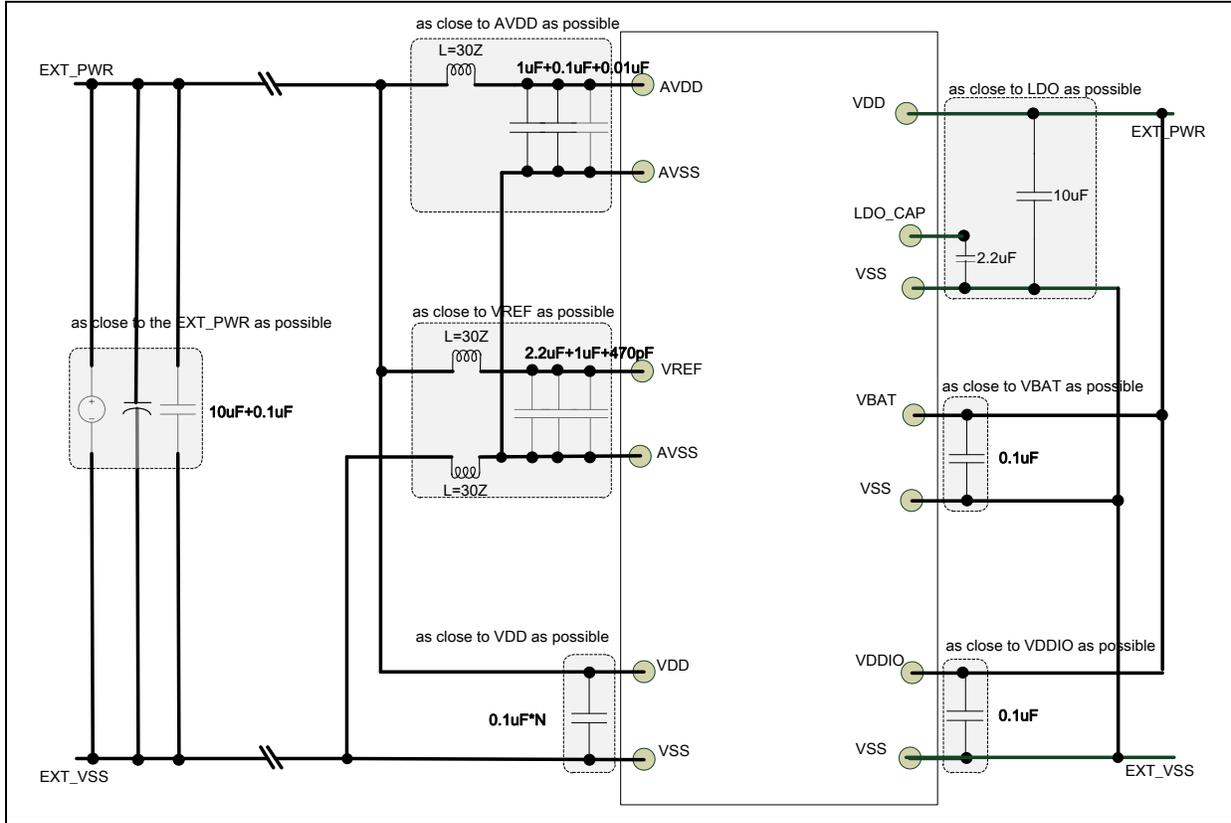 as close to AVDD as possible
L=30Z
EXT_PWR
1uF+0.1uF+0.01uF
AVDD
AVSS
as close to the EXT_PWR as possible
+
−
10uF+0.1uF
as close to VREF as possible
L=30Z
2.2uF+1uF+470pF
VREF
AVSS
L=30Z
as close to VDD as possible
VDD
0.1uF*N
VSS
EXT_VSS
as close to LDO as possible
VDD
EXT_PWR
10uF
LDO_CAP
2.2uF
VSS
as close to VBAT as possible
VBAT
0.1uF
VSS
as close to VDDIO as possible
VDDIO
0.1uF
VSS
EXT_VSS